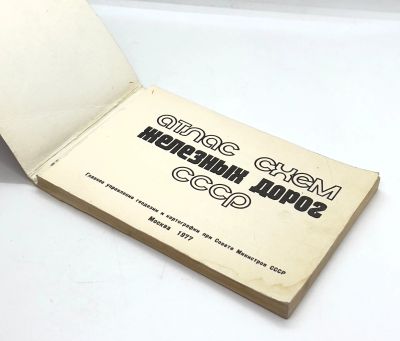 атлас схем
железных дорог
СССР
Главное управление геодезии и картографии при Совете Министров СССР
Москва 1977